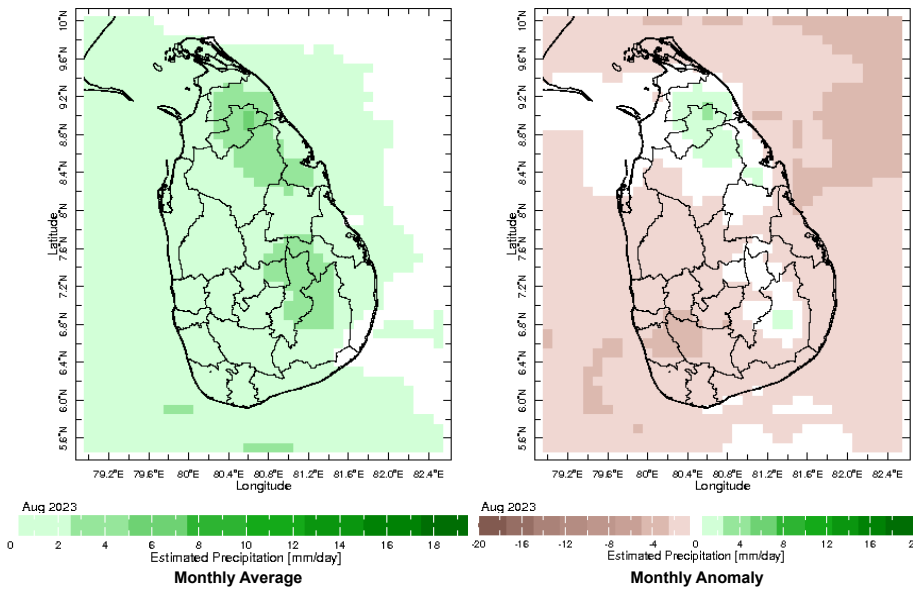 10°N
9.6°N
9.2°N
8.8°N
8.4°N
8°N
7.6°N
7.2°N
6.8°N
6.4°N
6.0°N
5.6°N
Latitude
79.2°E 79.6°E 80°E 80.4°E 80.8°E 81.2°E 81.6°E 82°E 82.4°E
Longitude
Aug 2023
0 2 4 6 8 10 12 14 16 18
Estimated Precipitation [mm/day]
Monthly Average
10°N
9.6°N
9.2°N
8.8°N
8.4°N
8°N
7.6°N
7.2°N
6.8°N
6.4°N
6.0°N
5.6°N
Latitude
79.2°E 79.6°E 80°E 80.4°E 80.8°E 81.2°E 81.6°E 82°E 82.4°E
Longitude
Aug 2023
-20 -16 -12 -8 -4 0 4 8 12 16 2
Estimated Precipitation [mm/day]
Monthly Anomaly